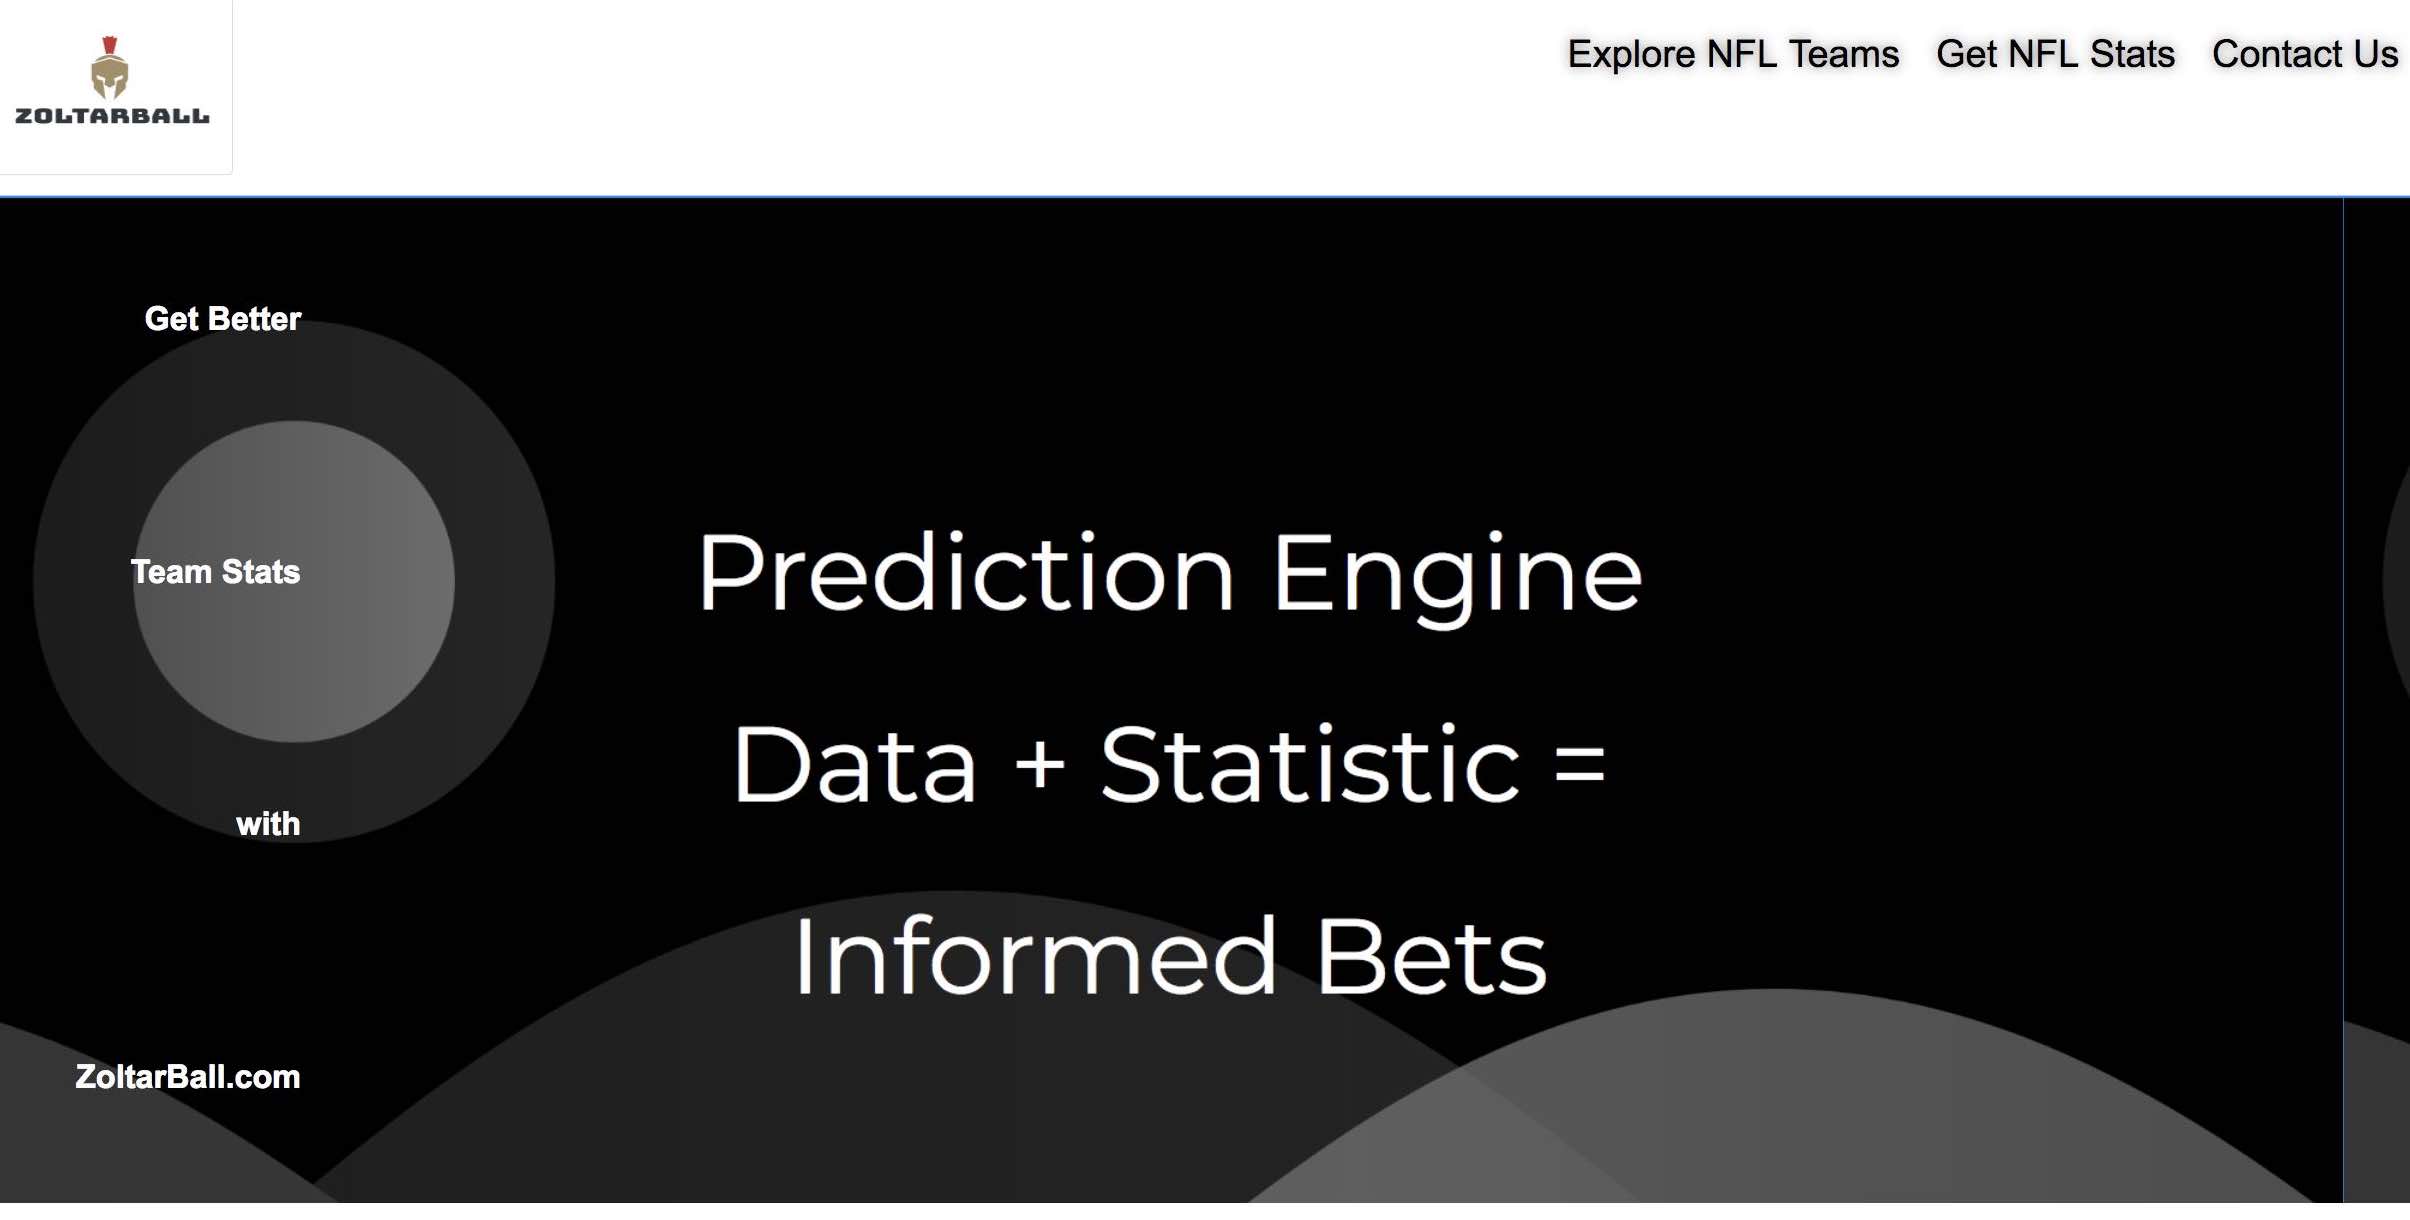 ZOLTARBALL
Explore NFL Teams Get NFL Stats Contact Us
Get Better
Team Stats
with
ZoltarBall.com
Prediction Engine
Data + Statistic =
Informed Bets